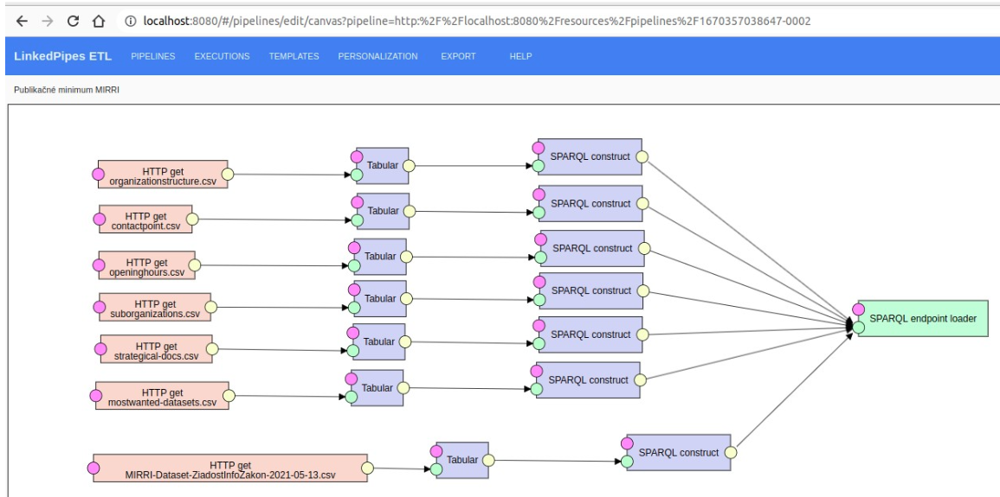 localhost:8080/#/pipelines/edit/canvas?pipeline=http:%2F%2Flocalhost:8080%2Fresources%2Fpipelines%2F1670357038647-0002
LinkedPipes ETL PIPELINES EXECUTIONS TEMPLATES PERSONALIZATION EXPORT HELP
Publikačné minimum MIRRI
HTTP get
organizationstructure.csv
Tabular
SPARQL construct
HTTP get
contactpoint.csv
Tabular
SPARQL construct
HTTP get
openinghours.csv
Tabular
SPARQL construct
HTTP get
suborganizations.csv
Tabular
SPARQL construct
HTTP get
strategical-docs.csv
Tabular
SPARQL construct
HTTP get
mostwanted-datasets.csv
Tabular
SPARQL construct
HTTP get
MIRRI-Dataset-ZiadostInfoZakon-2021-05-13.csv
Tabular
SPARQL construct
SPARQL endpoint loader